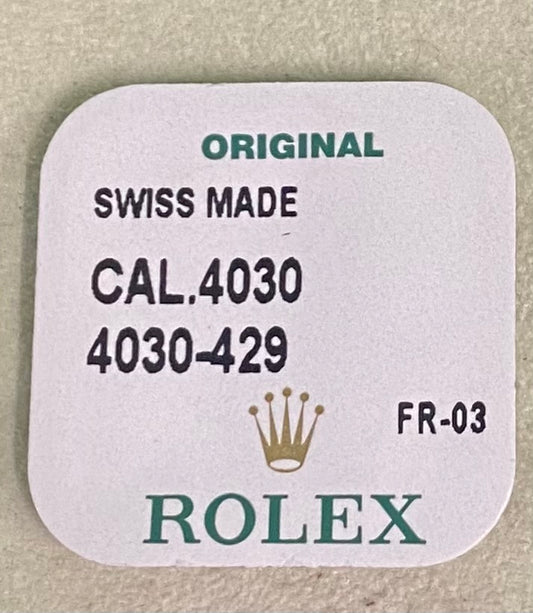 ORIGINAL
SWISS MADE
CAL.4030
4030-429
FR-03
ROLEX